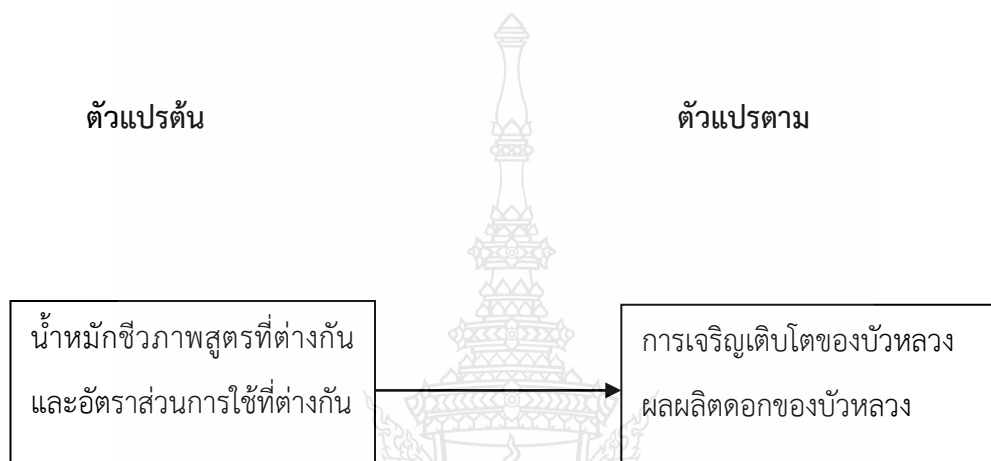 ตัวแปรต้น
ตัวแปรตาม
น้ำหมักชีวภาพสูตรที่ต่างกัน
และอัตราส่วนการใช้ที่ต่างกัน
การเจริญเติบโตของบัวหลวง
ผลผลิตดอกของบัวหลวง